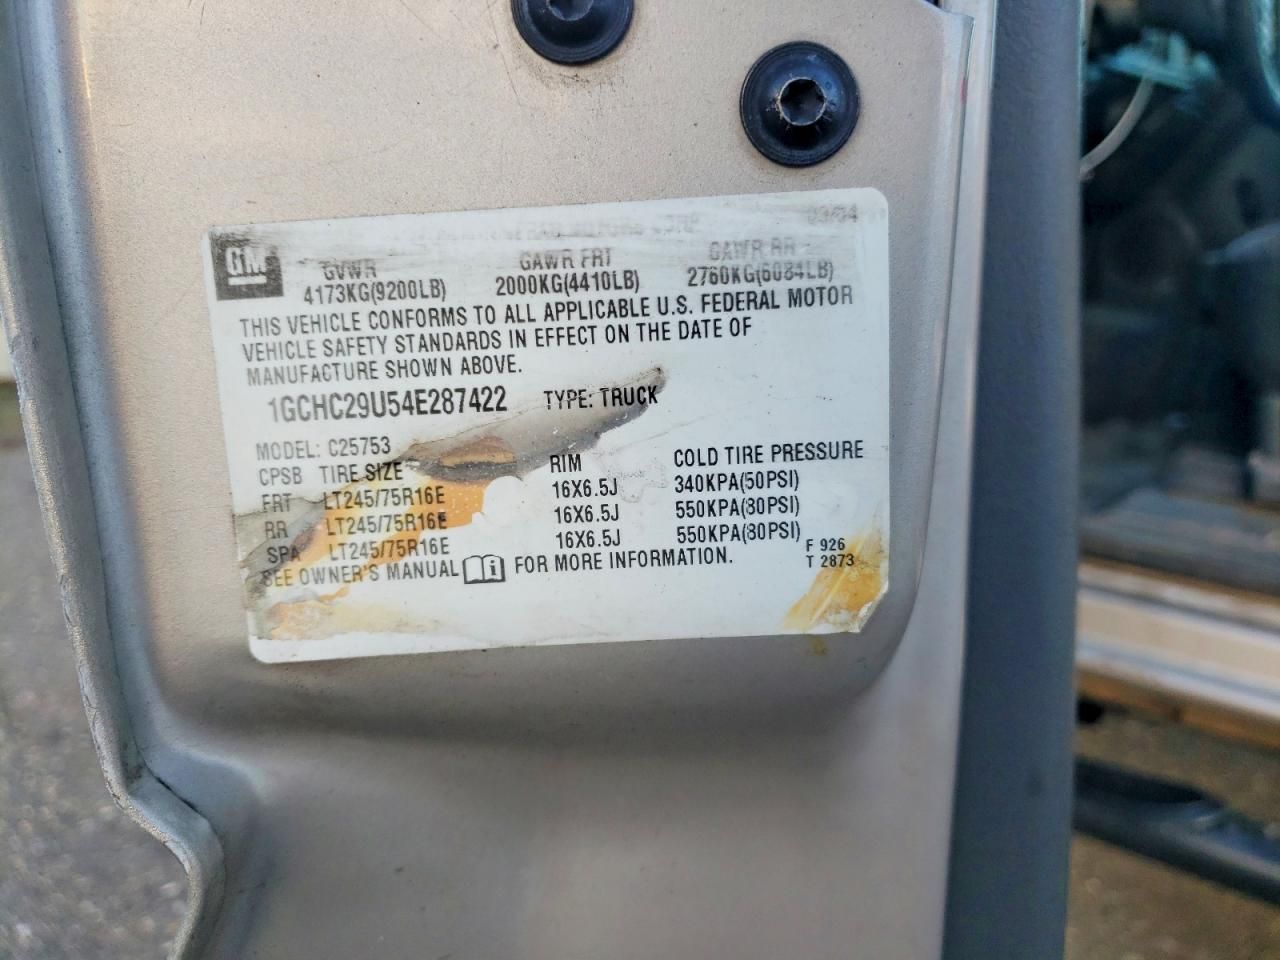 03/04
GM
GVWR GAWR FRT GAWR RR
4173KG(9200LB) 2000KG(4410LB) 2760KG(6084LB)
THIS VEHICLE CONFORMS TO ALL APPLICABLE U.S. FEDERAL MOTOR
VEHICLE SAFETY STANDARDS IN EFFECT ON THE DATE OF
MANUFACTURE SHOWN ABOVE.
1GCHC29U54E287422 TYPE: TRUCK
MODEL: C25753
CPSB TIRE SIZE RIM COLD TIRE PRESSURE
FRT LT245/75R16E 16X6.5J 340KPA(50PSI)
RR LT245/75R16E 16X6.5J 550KPA(80PSI)
SPA LT245/75R16E 16X6.5J 550KPA(80PSI)
SEE OWNER'S MANUAL i FOR MORE INFORMATION.
F 926
T 2873